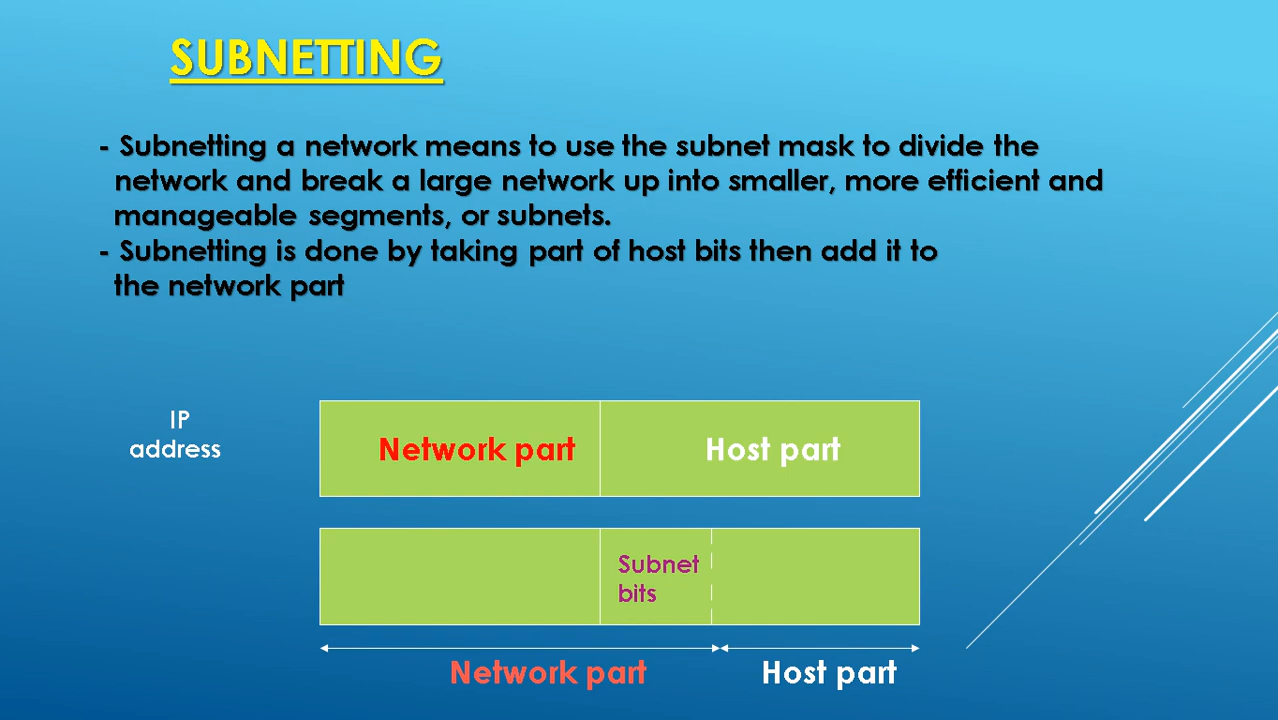 SUBNETTING
- Subnetting a network means to use the subnet mask to divide the
network and break a large network up into smaller, more efficient and
manageable segments, or subnets.
- Subnetting is done by taking part of host bits then add it to
the network part
IP
address
Network part
Host part
Subnet
bits
Network part
Host part